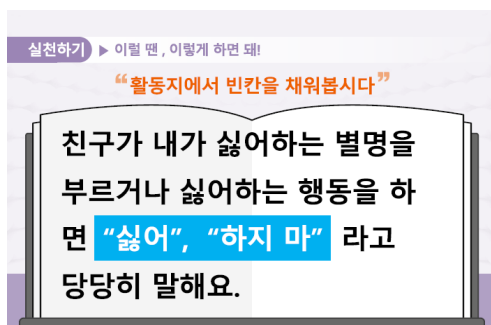 실천하기 ▶ 이럴 땐, 이렇게 하면 돼!
“활동지에서 빈칸을 채워봅시다”
친구가 내가 싫어하는 별명을
부르거나 싫어하는 행동을 하
면 “싫어”, “하지 마” 라고
당당히 말해요.